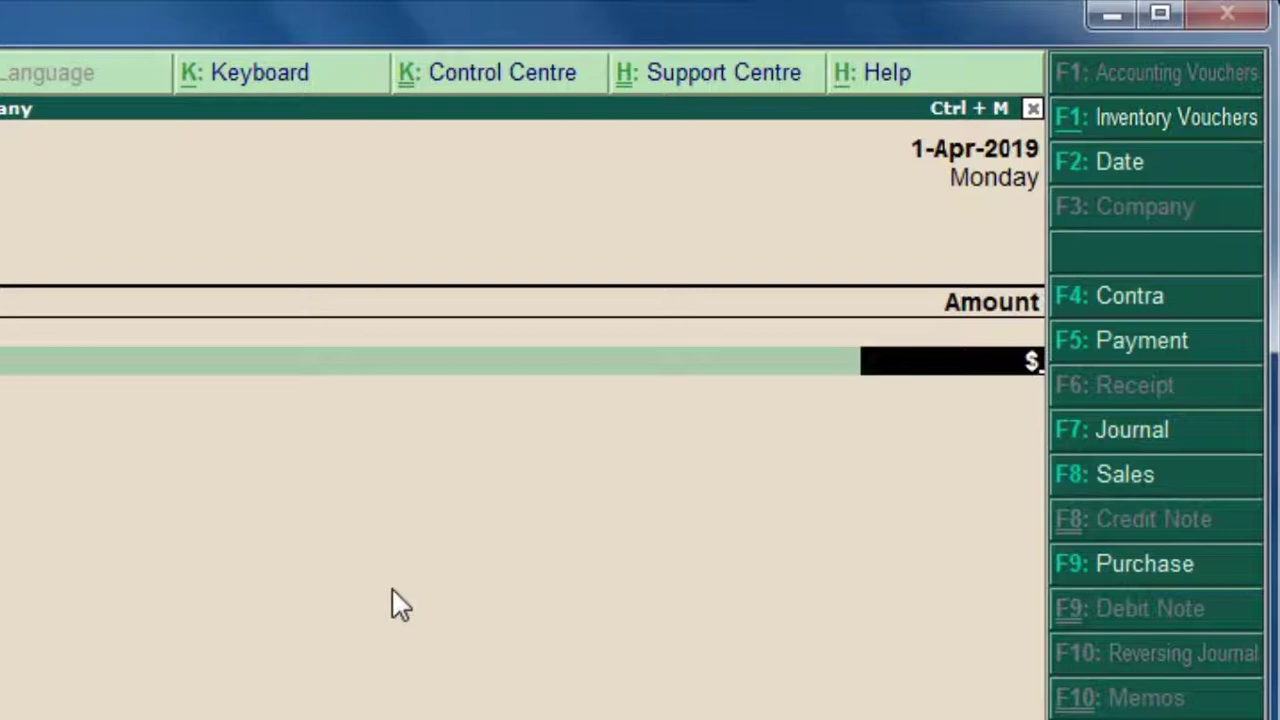 Language
K: Keyboard
K: Control Centre
H: Support Centre
H: Help
any
Ctrl + M
1-Apr-2019
Monday
Amount
$
F1: Accounting Vouchers
F1: Inventory Vouchers
F2: Date
F3: Company
F4: Contra
F5: Payment
F6: Receipt
F7: Journal
F8: Sales
F8: Credit Note
F9: Purchase
F9: Debit Note
F10: Reversing Journal
F10: Memos